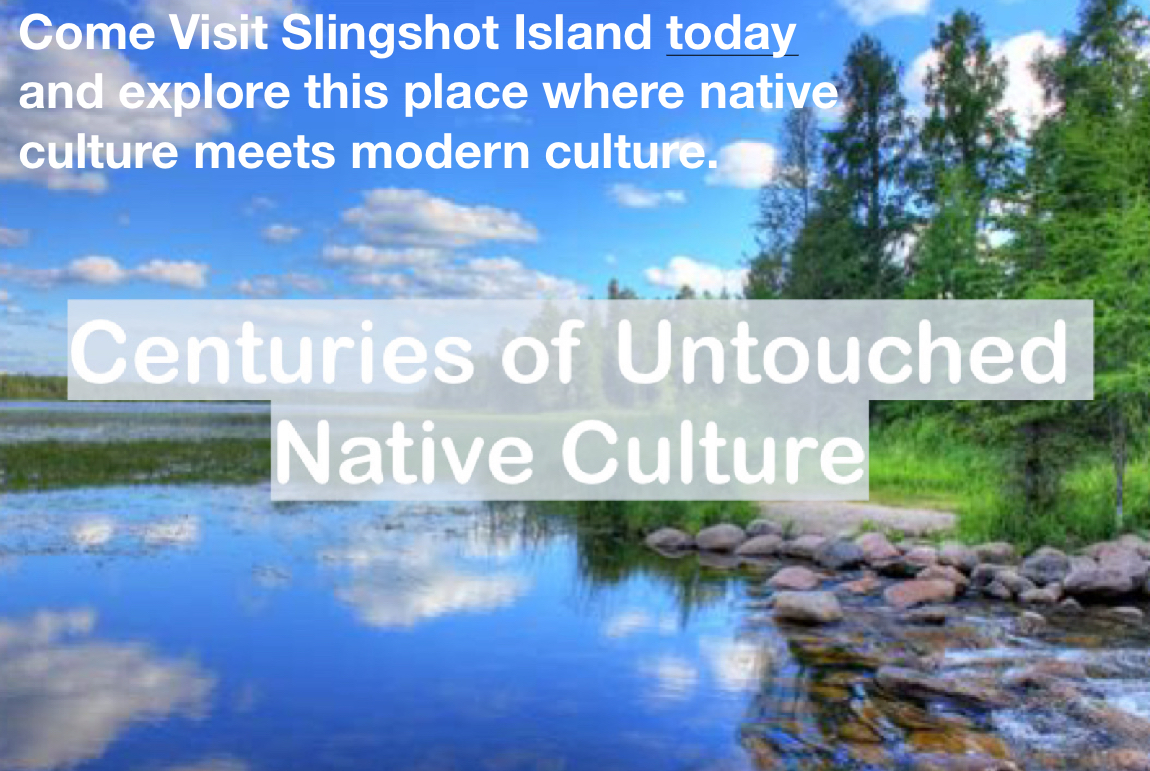 Come Visit Slingshot Island today
and explore this place where native
culture meets modern culture.
Centuries of Untouched
Native Culture